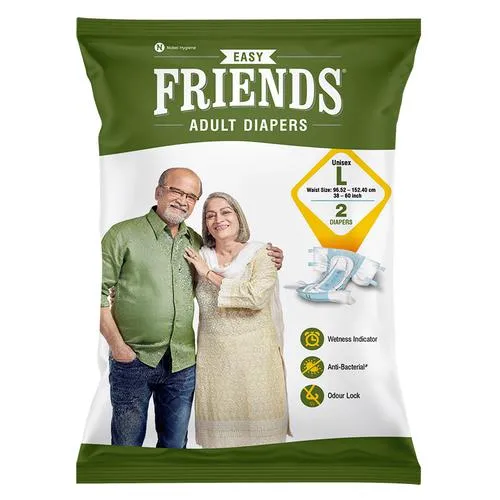 N Nobel Hygiene
EASY
FRIENDS®
ADULT DIAPERS
Unisex
L
Waist Size: 96.52 – 152.40 cm
38 – 60 inch
2
DIAPERS
Wetness Indicator
Anti-Bacterial#
Odour Lock